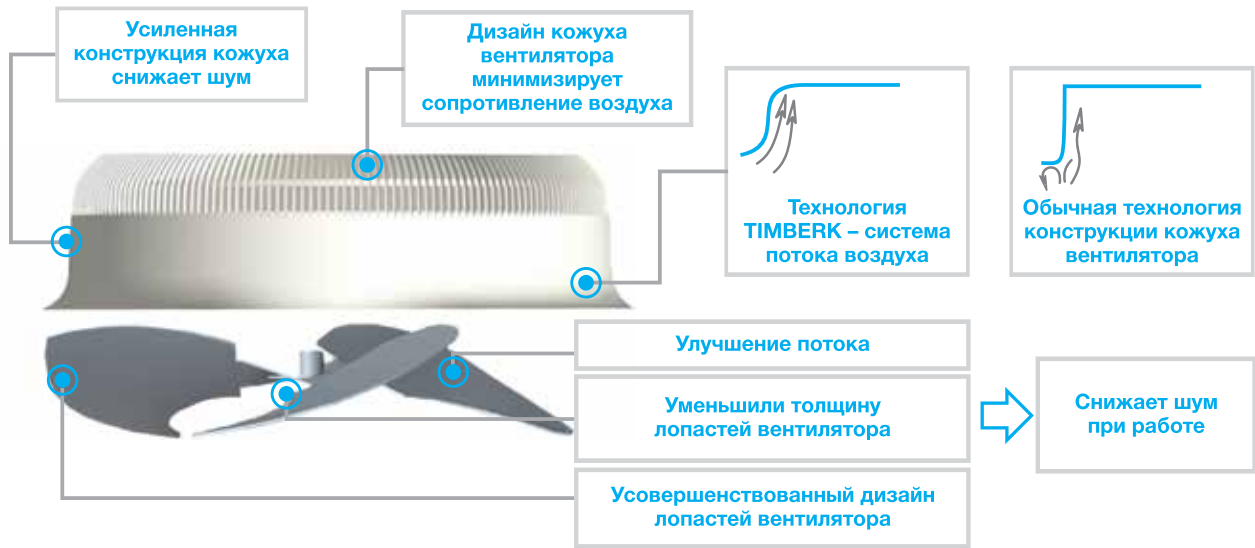 Усиленная
конструкция кожуха
снижает шум
Дизайн кожуха
вентилятора
минимизирует
сопротивление воздуха
Технология
TIMBERK – система
потока воздуха
Обычная технология
конструкции кожуха
вентилятора
Улучшение потока
Уменьшили толщину
лопастей вентилятора
Снижает шум
при работе
Усовершенствованный дизайн
лопастей вентилятора